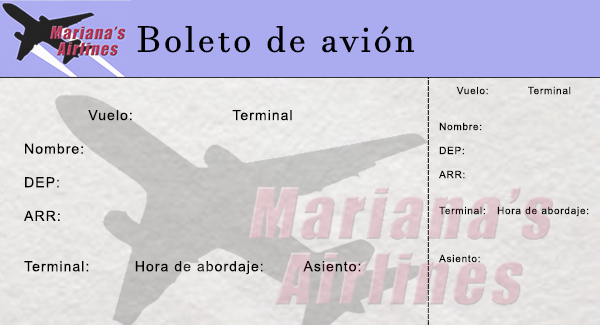 Mariana's
Airlines
Boleto de avión
Vuelo: Terminal
Nombre:
DEP:
ARR:
Terminal: Hora de abordaje: Asiento:
Mariana's
Airlines
Vuelo: Terminal
Nombre:
DEP:
ARR:
Terminal: Hora de abordaje:
Asiento: